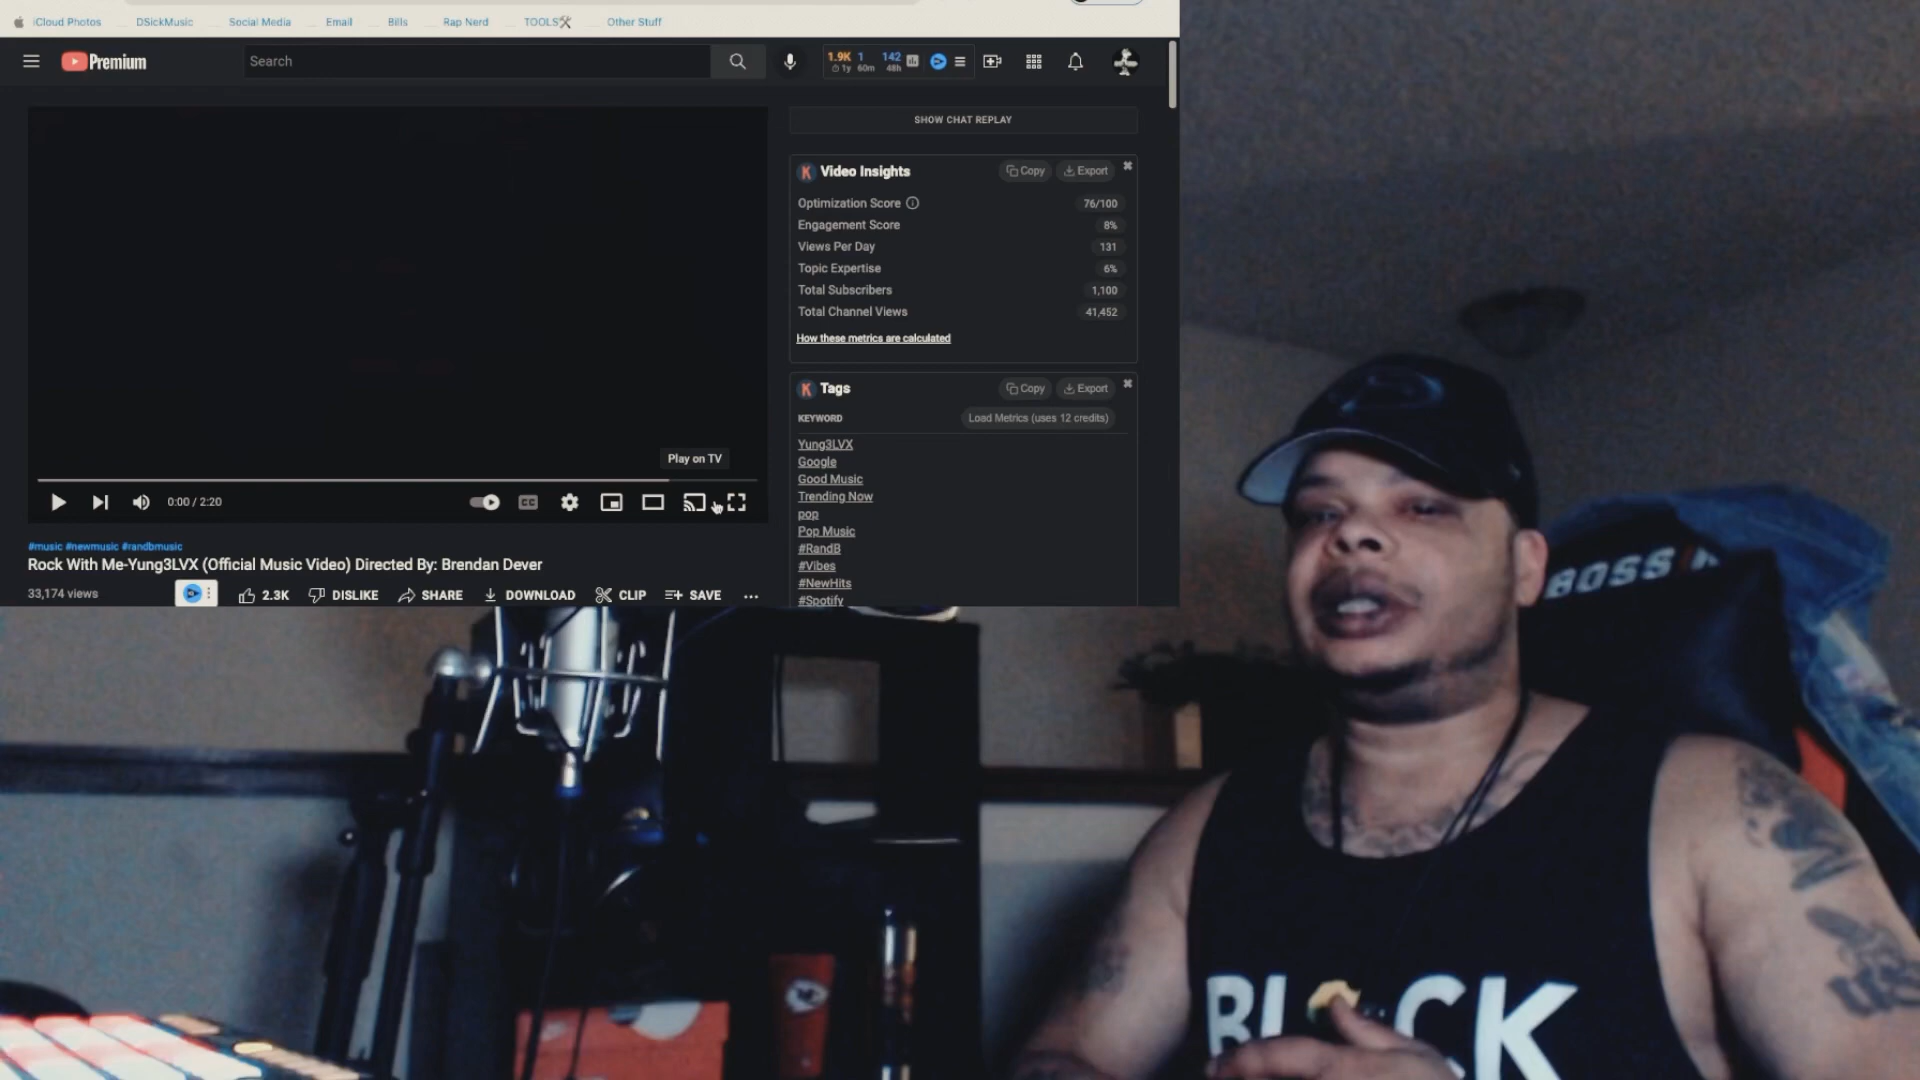 iCloud Photos DSickMusic Social Media Email Bills Rap Nerd TOOLS🛠 Other Stuff
Premium Search 1.9K 1 142
1y 60m 48h
SHOW CHAT REPLAY
K Video Insights Copy Export
Optimization Score 76/100
Engagement Score 8%
Views Per Day 131
Topic Expertise 6%
Total Subscribers 1,100
Total Channel Views 41,452
How these metrics are calculated
K Tags Copy Export
KEYWORD Load Metrics (uses 12 credits)
Yung3LVX
Google
Good Music
Trending Now
pop
Pop Music
#RandB
#Vibes
#NewHits
#Spotify
Play on TV
0:00 / 2:20 CC
#music #newmusic #randbmusic
Rock With Me-Yung3LVX (Official Music Video) Directed By: Brendan Dever
33,174 views 2.3K DISLIKE SHARE DOWNLOAD CLIP SAVE ...
BOSS
BL CK